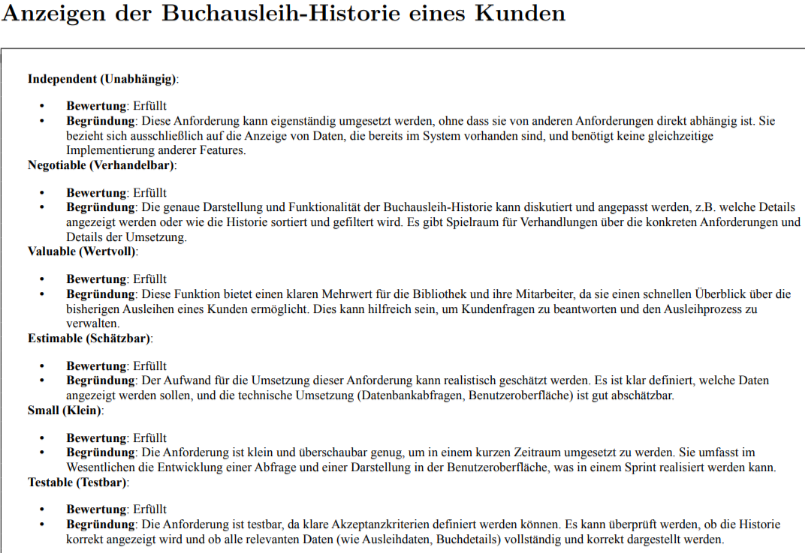 Anzeigen der Buchausleih-Historie eines Kunden
Independent (Unabhängig):
• Bewertung: Erfüllt
• Begründung: Diese Anforderung kann eigenständig umgesetzt werden, ohne dass sie von anderen Anforderungen direkt abhängig ist. Sie
bezieht sich ausschließlich auf die Anzeige von Daten, die bereits im System vorhanden sind, und benötigt keine gleichzeitige
Implementierung anderer Features.
Negotiable (Verhandelbar):
• Bewertung: Erfüllt
• Begründung: Die genaue Darstellung und Funktionalität der Buchausleih-Historie kann diskutiert und angepasst werden, z.B. welche Details
angezeigt werden oder wie die Historie sortiert und gefiltert wird. Es gibt Spielraum für Verhandlungen über die konkreten Anforderungen und
Details der Umsetzung.
Valuable (Wertvoll):
• Bewertung: Erfüllt
• Begründung: Diese Funktion bietet einen klaren Mehrwert für die Bibliothek und ihre Mitarbeiter, da sie einen schnellen Überblick über die
bisherigen Ausleihen eines Kunden ermöglicht. Dies kann hilfreich sein, um Kundenfragen zu beantworten und den Ausleihprozess zu
verwalten.
Estimable (Schätzbar):
• Bewertung: Erfüllt
• Begründung: Der Aufwand für die Umsetzung dieser Anforderung kann realistisch geschätzt werden. Es ist klar definiert, welche Daten
angezeigt werden sollen, und die technische Umsetzung (Datenbankabfragen, Benutzeroberfläche) ist gut abschätzbar.
Small (Klein):
• Bewertung: Erfüllt
• Begründung: Die Anforderung ist klein und überschaubar genug, um in einem kurzen Zeitraum umgesetzt zu werden. Sie umfasst im
Wesentlichen die Entwicklung einer Abfrage und einer Darstellung in der Benutzeroberfläche, was in einem Sprint realisiert werden kann.
Testable (Testbar):
• Bewertung: Erfüllt
• Begründung: Die Anforderung ist testbar, da klare Akzeptanzkriterien definiert werden können. Es kann überprüft werden, ob die Historie
korrekt angezeigt wird und ob alle relevanten Daten (wie Ausleihdaten, Buchdetails) vollständig und korrekt dargestellt werden.